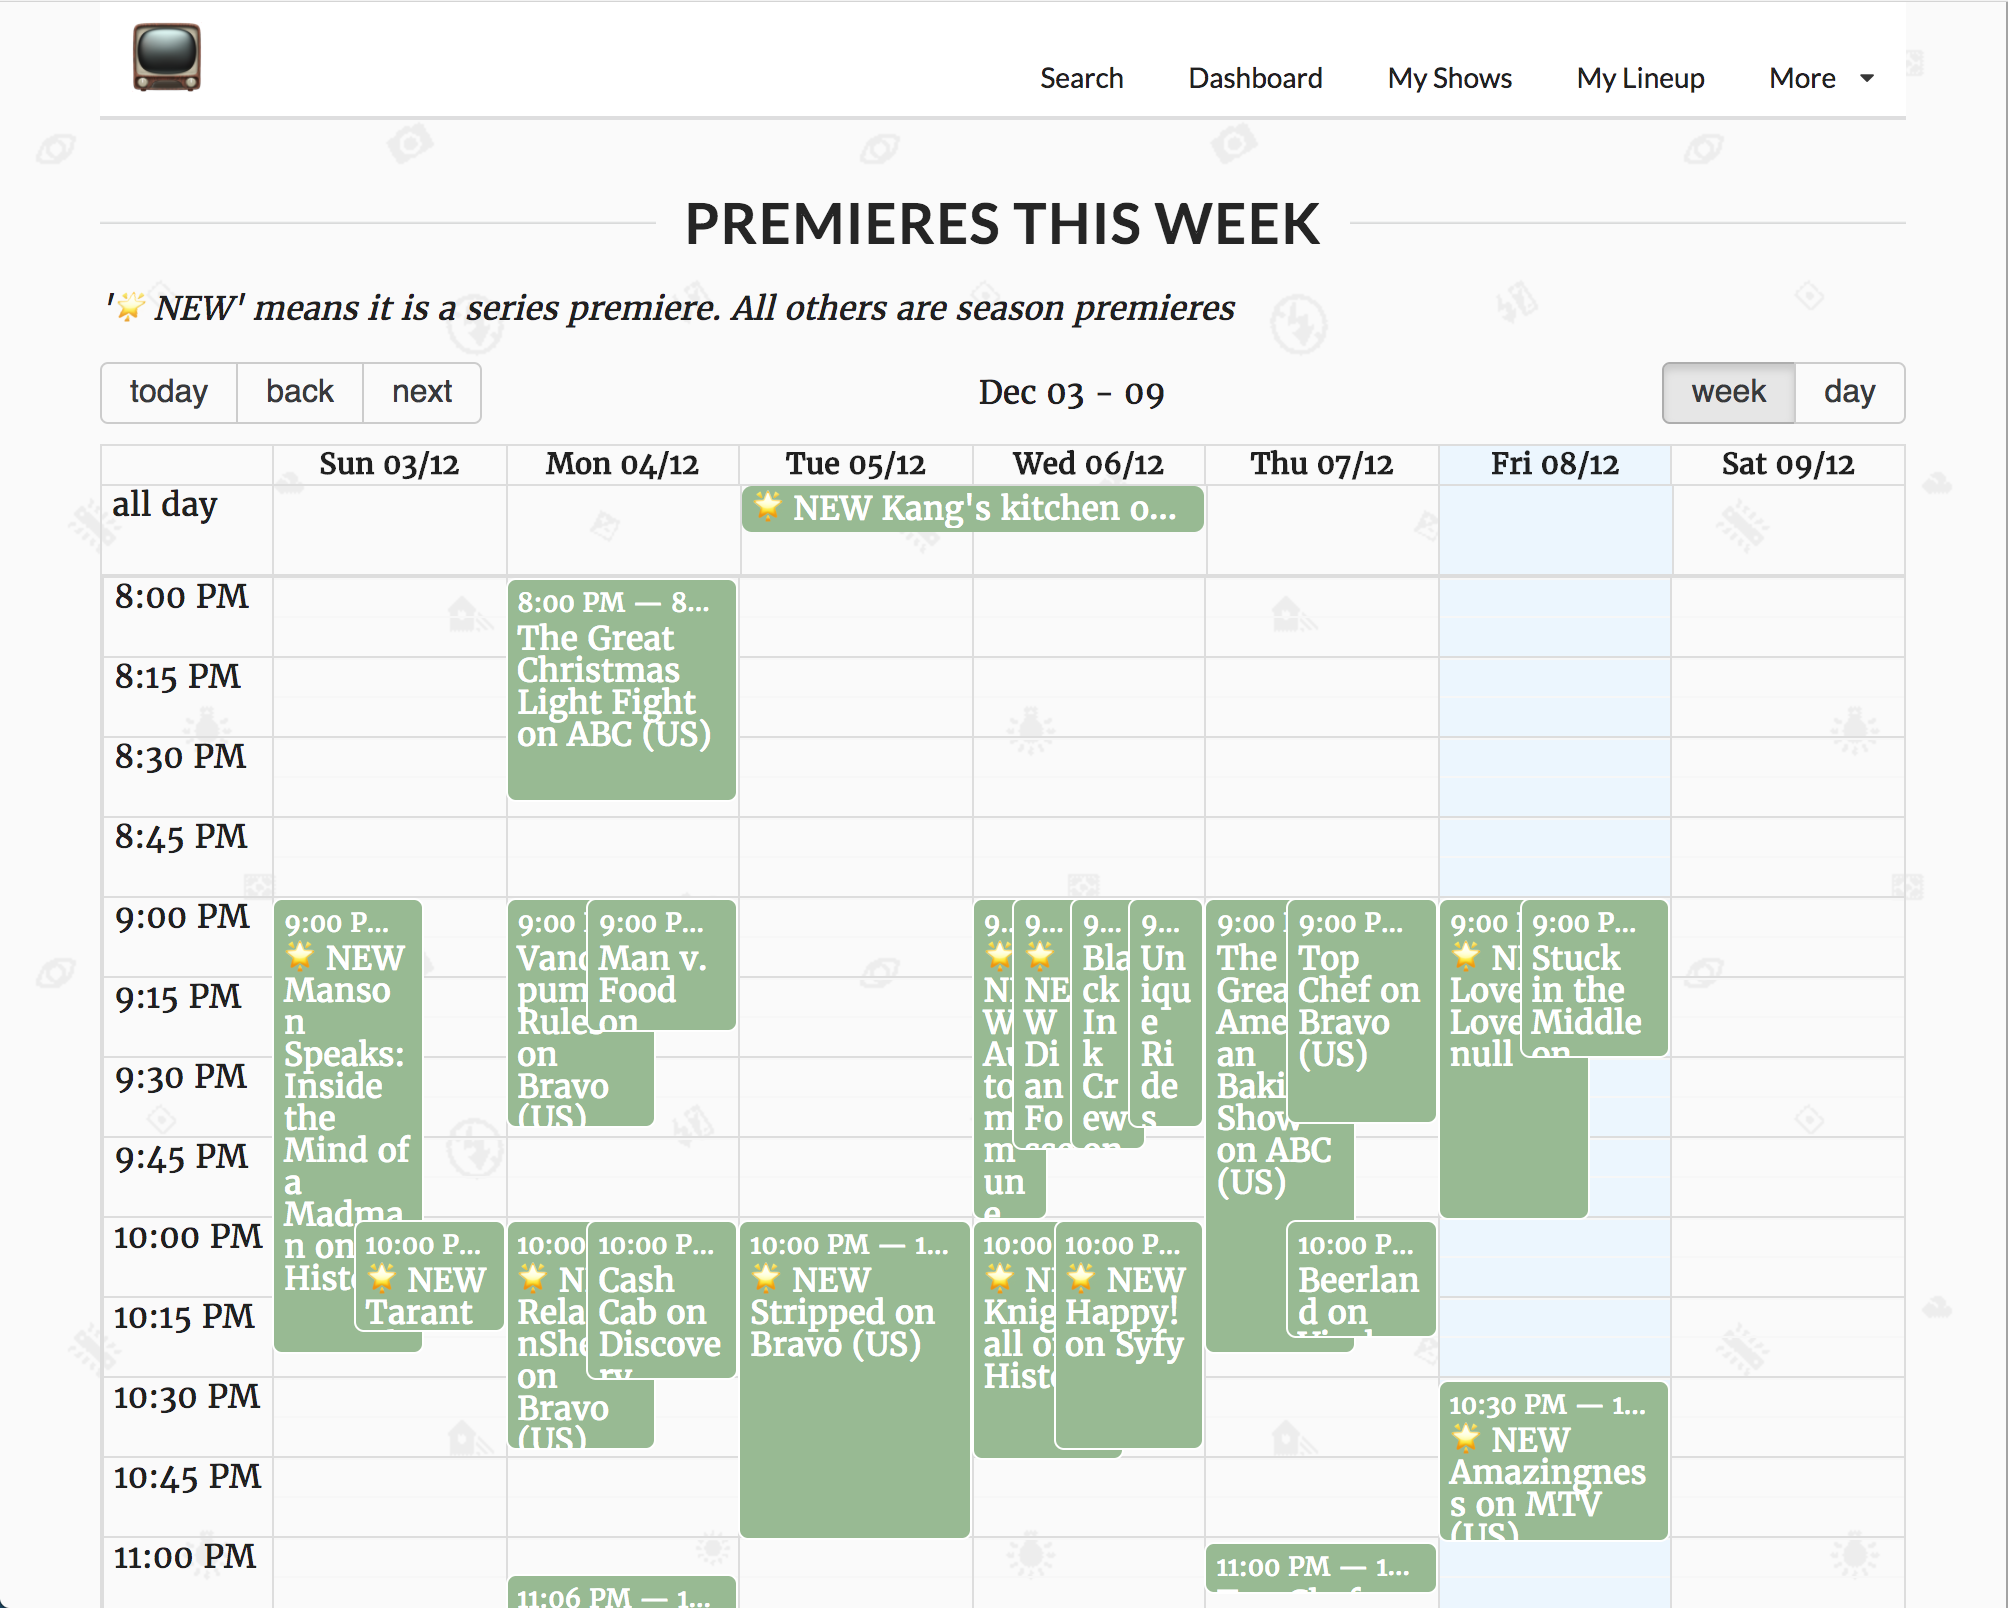 Search Dashboard My Shows My Lineup More
PREMIERES THIS WEEK
'🌟 NEW' means it is a series premiere. All others are season premieres
today back next
Dec 03 - 09
week day
Sun 03/12 Mon 04/12 Tue 05/12 Wed 06/12 Thu 07/12 Fri 08/12 Sat 09/12
all day
🌟 NEW Kang's kitchen o...
8:00 PM
8:15 PM
8:30 PM
8:45 PM
9:00 PM
9:15 PM
9:30 PM
9:45 PM
10:00 PM
10:15 PM
10:30 PM
10:45 PM
11:00 PM
9:00 P...
🌟 NEW
Manso
n
Speaks:
Inside
the
Mind of
a
Madma
n on
Hist
10:00 P...
🌟 NEW
Tarant
8:00 PM — 8...
The Great
Christmas
Light Fight
on ABC (US)
9:00
Vand
pum
Rules
on
Bravo
(US)
9:00 P...
Man v.
Food
on
10:00
🌟 N
Rela
nShe
on
Bravo
(US)
10:00 P...
Cash
Cab on
Discove
ry
11:06 PM — 1...
10:00 PM — 1...
🌟 NEW
Stripped on
Bravo (US)
9...
🌟
NE
W
Au
to
m
m
un
e
9...
🌟
NE
W
Di
an
Fo
sse
9...
Bla
ck
In
k
Cr
ew
on
9...
Un
iqu
e
Ri
de
s
10:00
🌟 N
Knig
all o
Hist
10:00 P...
🌟 NEW
Happy!
on Syfy
9:00
The
Grea
Ame
an
Baki
Show
on ABC
(US)
9:00 P...
Top
Chef on
Bravo
(US)
10:00 P...
Beerlan
d on
11:00 PM — 1...
9:00
🌟 N
Love
Love
null
9:00 P...
Stuck
in the
Middle
on
10:30 PM — 1...
🌟 NEW
Amazingnes
s on MTV
(US)